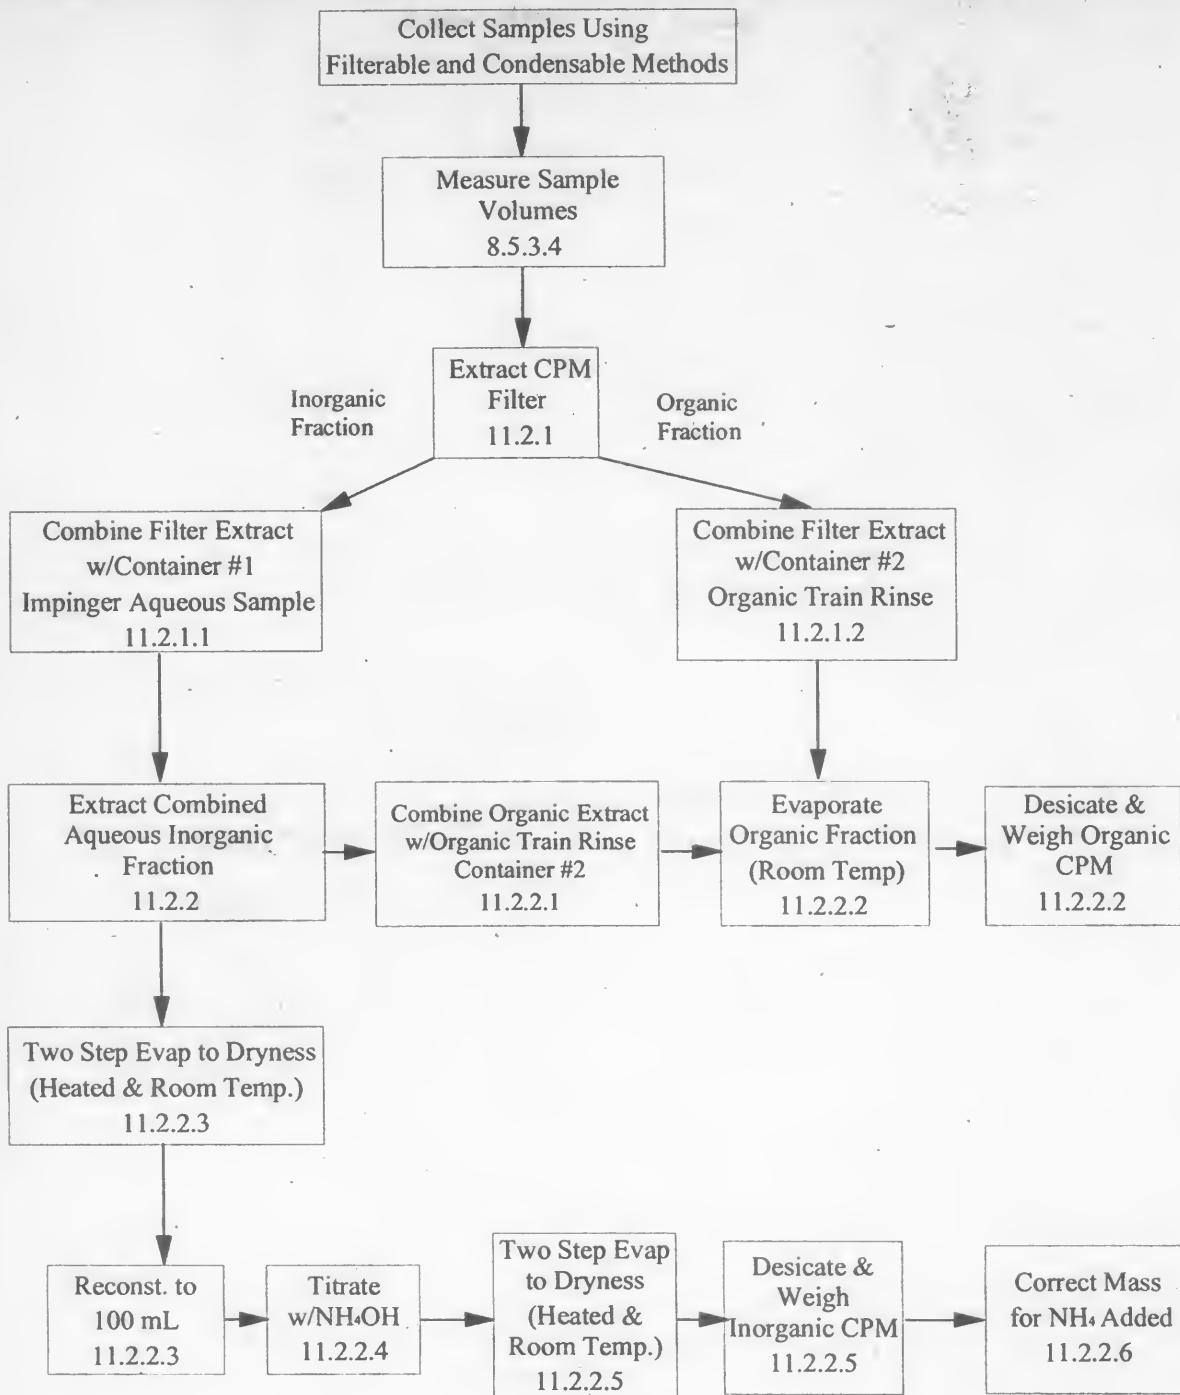 Collect Samples Using
Filterable and Condensable Methods
Measure Sample
Volumes
8.5.3.4
Extract CPM
Filter
11.2.1
Inorganic
Fraction
Organic
Fraction
Combine Filter Extract
w/Container #1
Impinger Aqueous Sample
11.2.1.1
Combine Filter Extract
w/Container #2
Organic Train Rinse
11.2.1.2
Extract Combined
Aqueous Inorganic
Fraction
11.2.2
Combine Organic Extract
w/Organic Train Rinse
Container #2
11.2.2.1
Evaporate
Organic Fraction
(Room Temp)
11.2.2.2
Desicate &
Weigh Organic
CPM
11.2.2.2
Two Step Evap to Dryness
(Heated & Room Temp.)
11.2.2.3
Reconst. to
100 mL
11.2.2.3
Titrate
w/NH₄OH
11.2.2.4
Two Step Evap
to Dryness
(Heated &
Room Temp.)
11.2.2.5
Desicate &
Weigh
Inorganic CPM
11.2.2.5
Correct Mass
for NH₄ Added
11.2.2.6